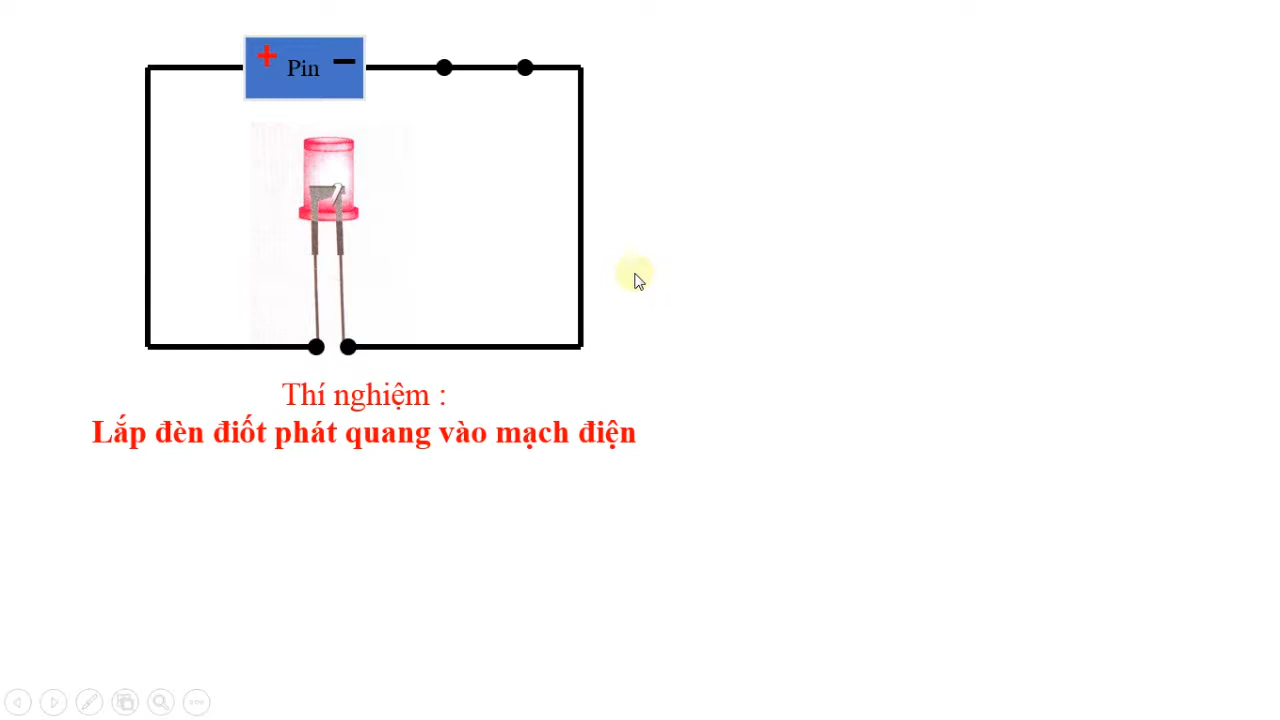 + Pin −
Thí nghiệm :
Lắp đèn điốt phát quang vào mạch điện